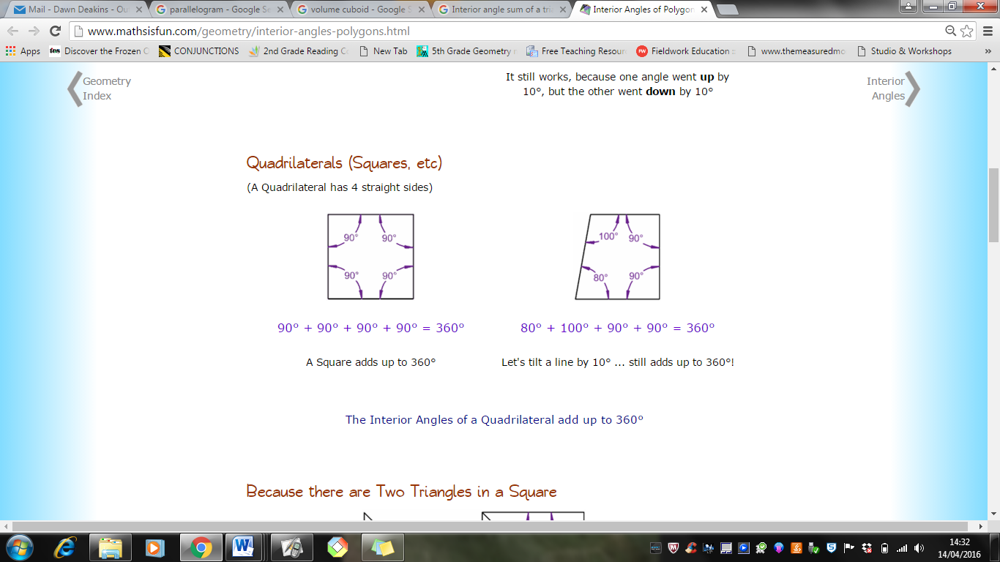 Mail - Dawn Deakins - Ou
parallelogram - Google Se
volume cuboid - Google S
Interior angle sum of a tri
Interior Angles of Polygon
www.mathsisfun.com/geometry/interior-angles-polygons.html
Apps
tes Discover the Frozen C
CONJUNCTIONS
2nd Grade Reading C
New Tab
5th Grade Geometry
Free Teaching Resour
FW Fieldwork Education ::
www.themeasuredmo
Studio & Workshops
»
Geometry
Index
It still works, because one angle went up by
10°, but the other went down by 10°
Interior
Angles
Quadrilaterals (Squares, etc)
(A Quadrilateral has 4 straight sides)
90° 90°
90° 90°
100° 90°
80° 90°
90° + 90° + 90° + 90° = 360°
80° + 100° + 90° + 90° = 360°
A Square adds up to 360°
Let's tilt a line by 10° ... still adds up to 360°!
The Interior Angles of a Quadrilateral add up to 360°
Because there are Two Triangles in a Square
14:32
14/04/2016